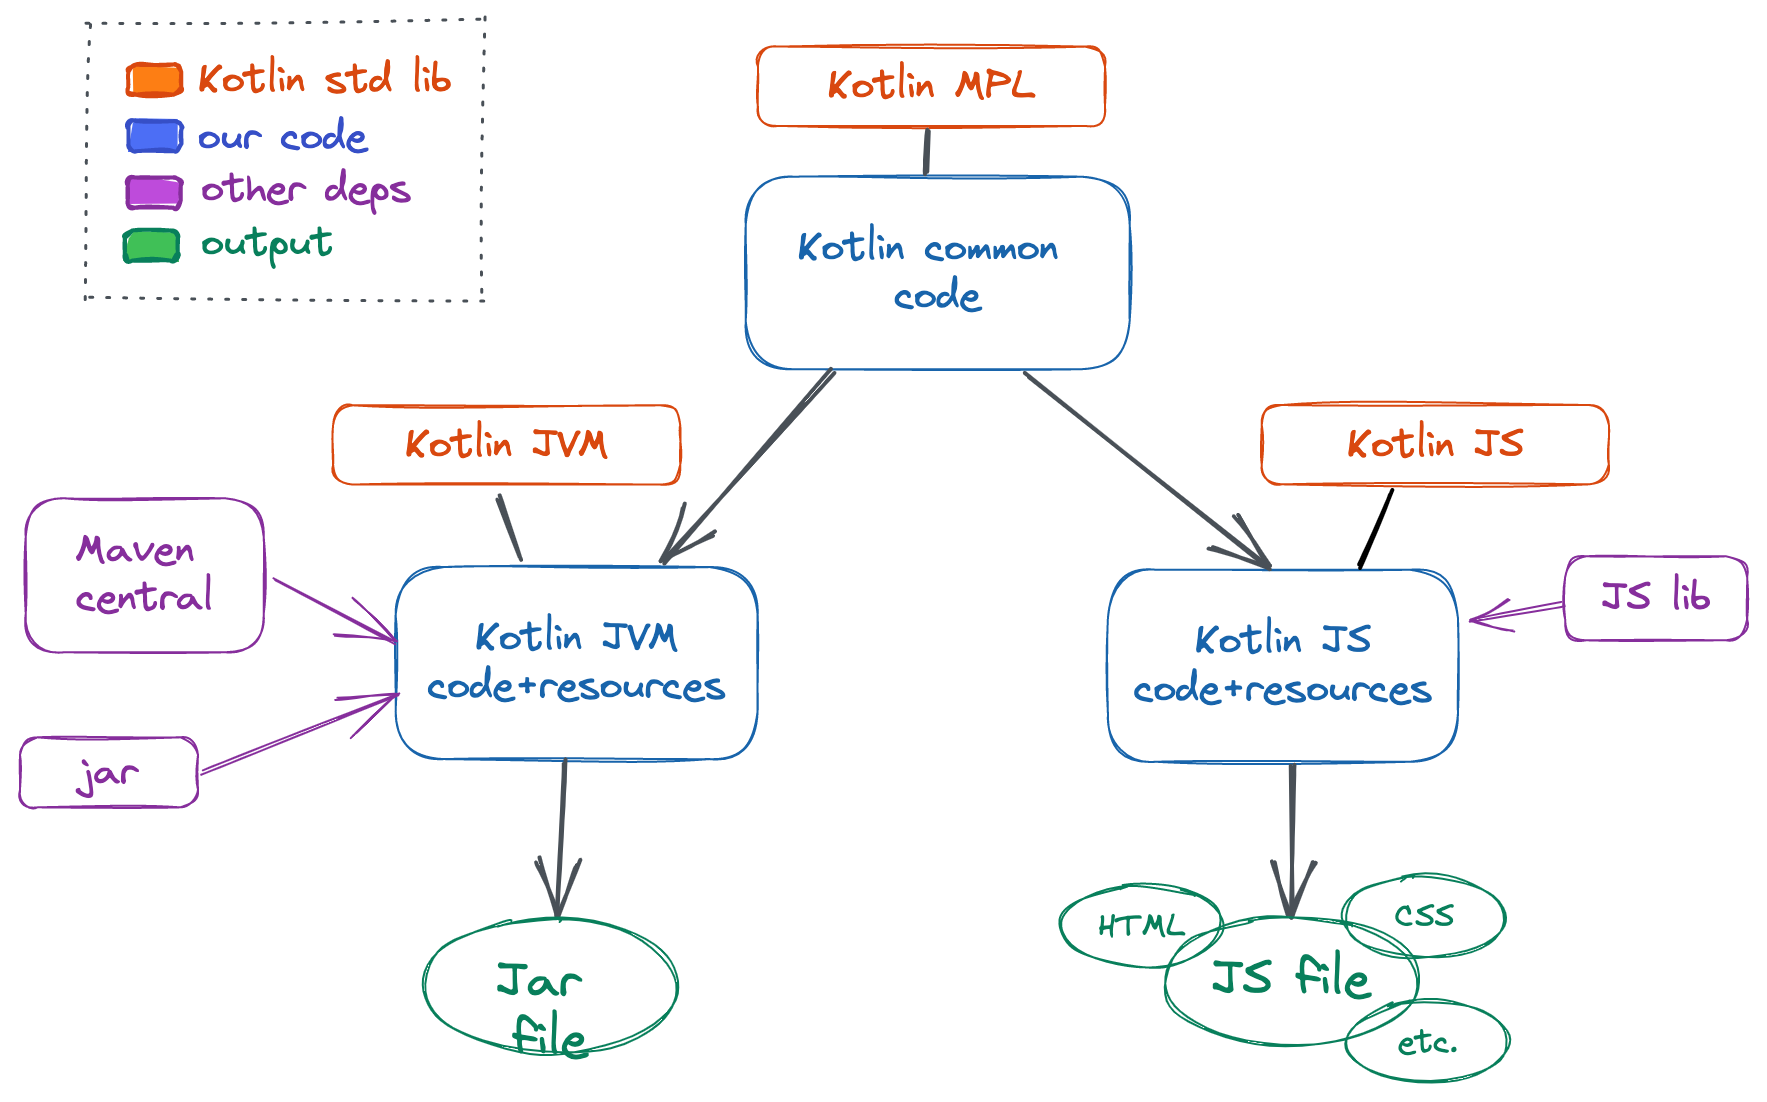 Kotlin std lib
our code
other deps
output
Kotlin MPL
Kotlin common
code
Kotlin JVM
Kotlin JS
Maven
central
jar
Kotlin JVM
code+resources
Kotlin JS
code+resources
JS lib
Jar
file
HTML
CSS
JS file
etc.